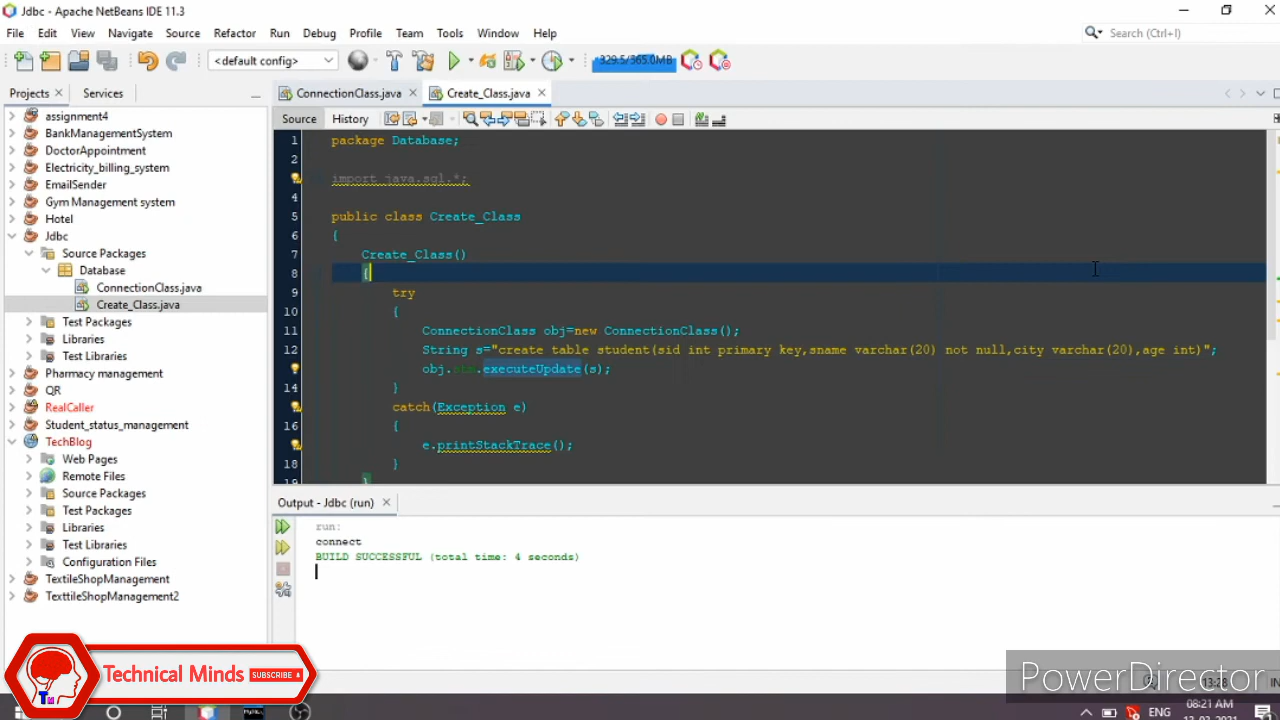 Jdbc - Apache NetBeans IDE 11.3
File Edit View Navigate Source Refactor Run Debug Profile Team Tools Window Help
Search (Ctrl+I)
<default config>
329.5/365.0MB
Projects Services
ConnectionClass.java Create_Class.java
Source History
assignment4
BankManagementSystem
DoctorAppointment
Electricity_billing_system
EmailSender
Gym Management system
Hotel
Jdbc
Source Packages
Database
ConnectionClass.java
Create_Class.java
Test Packages
Libraries
Test Libraries
Pharmacy management
QR
RealCaller
Student_status_management
TechBlog
Web Pages
Remote Files
Source Packages
Test Packages
Libraries
Test Libraries
Configuration Files
TextileShopManagement
TexttileShopManagement2
1 package Database;
2
import java.sql.*;
4
5 public class Create_Class
6 {
7 Create_Class()
8 {
9 try
10 {
11 ConnectionClass obj=new ConnectionClass();
12 String s="create table student(sid int primary key,sname varchar(20) not null,city varchar(20),age int)";
obj.stm.executeUpdate(s);
14 }
catch(Exception e)
16 {
e.printStackTrace();
18 }
19 }
Output - Jdbc (run)
run:
connect
BUILD SUCCESSFUL (total time: 4 seconds)
Technical Minds SUBSCRIBE
PowerDirector
13:28 IN
ENG
08:21 AM